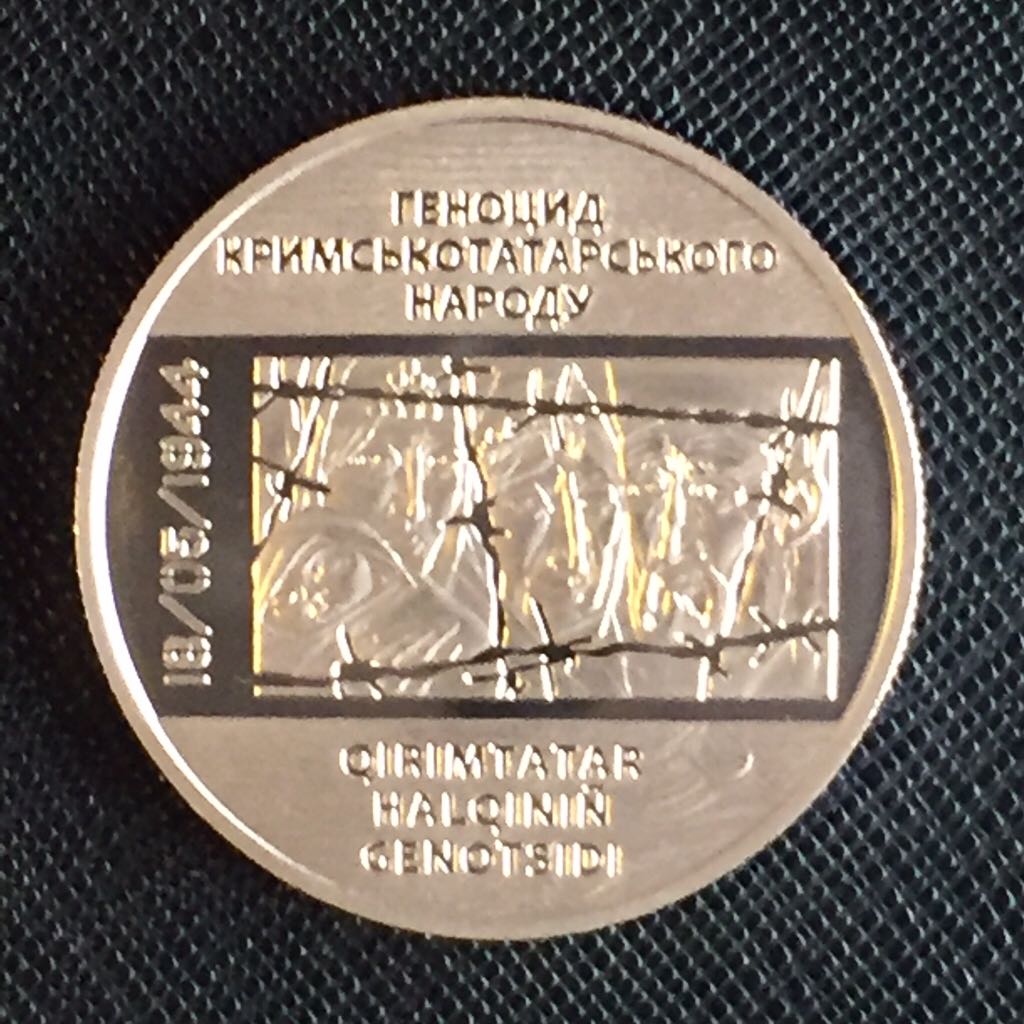 ГЕНОЦИД
КРИМСЬКОТАТАРСЬКОГО
НАРОДУ
18/05/1944
QIRIMTATAR
HALQINIÑ
GENOTSIDI